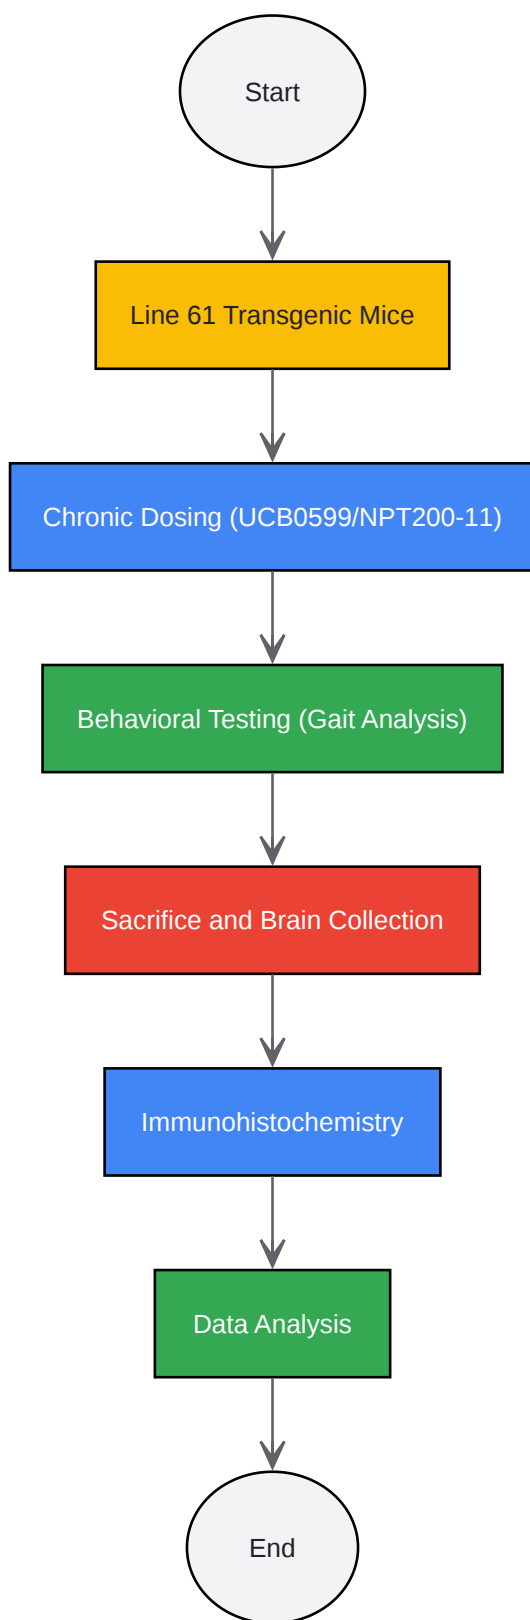 Start
Line 61 Transgenic Mice
Chronic Dosing (UCB0599/NPT200-11)
Behavioral Testing (Gait Analysis)
Sacrifice and Brain Collection
Immunohistochemistry
Data Analysis
End